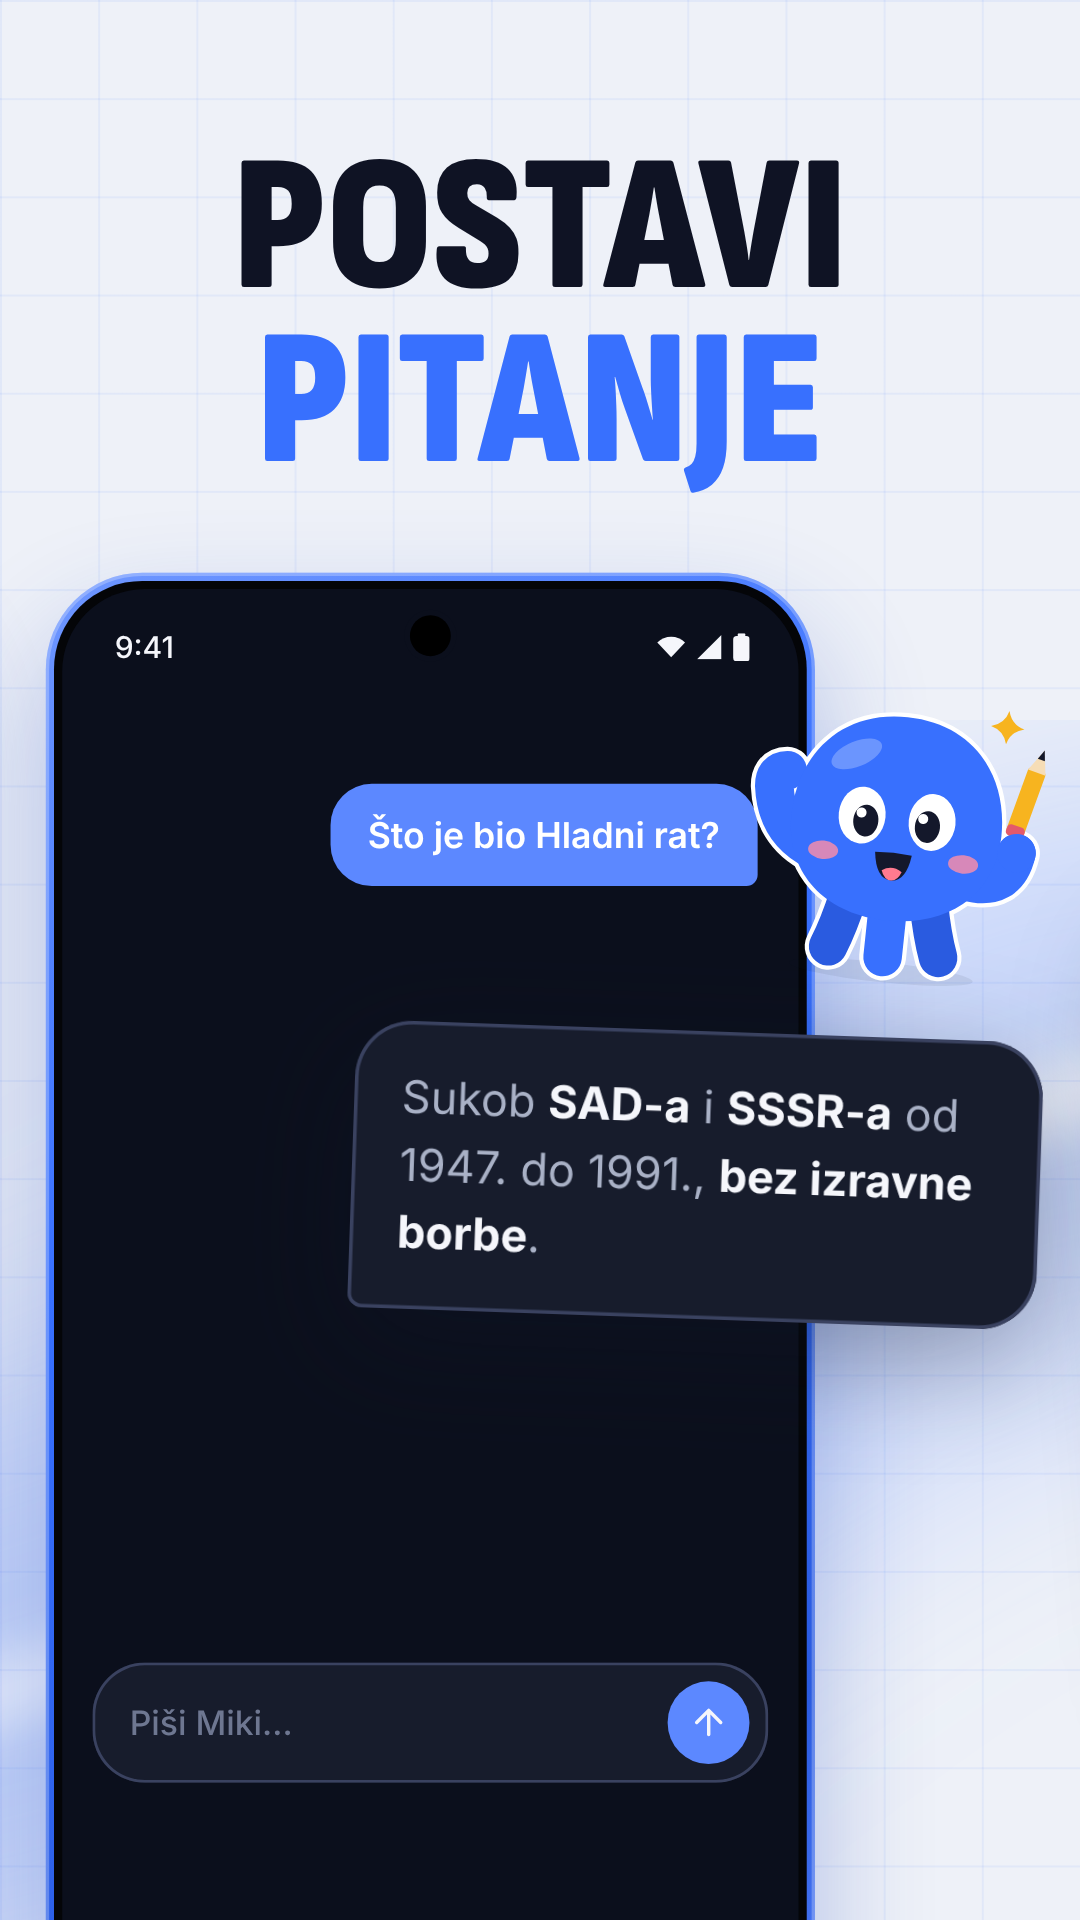 POSTAVI
PITANJE
9:41
Što je bio Hladni rat?
Sukob SAD-a i SSSR-a od
1947. do 1991., bez izravne
borbe.
Piši Miki...